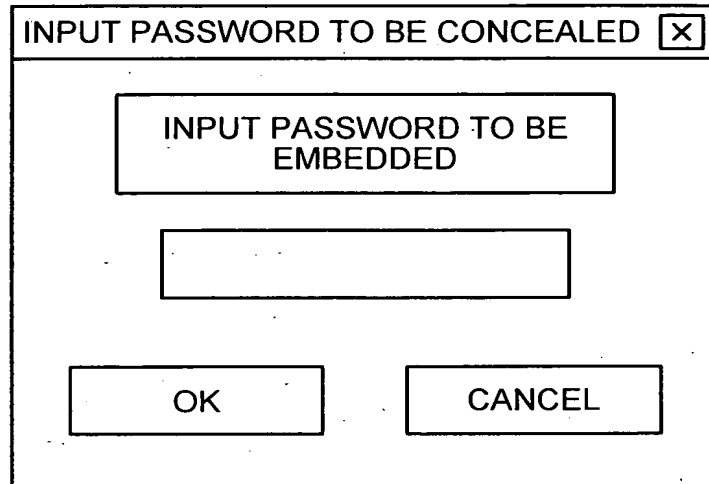 INPUT PASSWORD TO BE CONCEALED
INPUT PASSWORD TO BE
EMBEDDED
OK
CANCEL